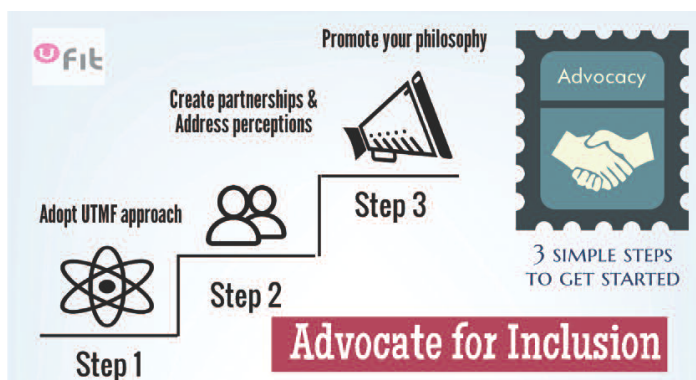 U Fit
Promote your philosophy
Create partnerships &
Address perceptions
Adopt UTMF approach
Step 1
Step 2
Step 3
Advocacy
3 SIMPLE STEPS
TO GET STARTED
Advocate for Inclusion